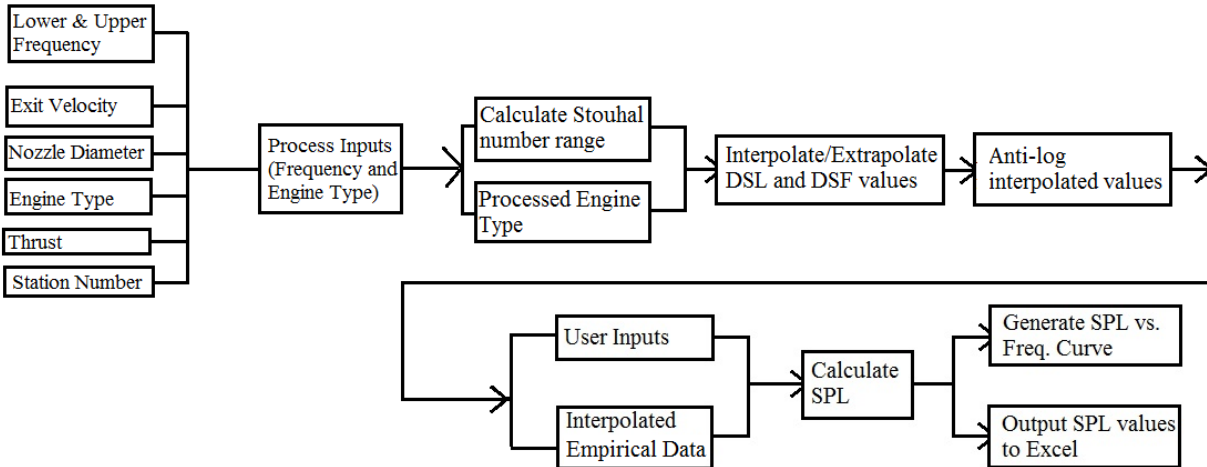 Lower & Upper
Frequency
Exit Velocity
Nozzle Diameter
Engine Type
Thrust
Station Number
Process Inputs
(Frequency and
Engine Type)
Calculate Stouhal
number range
Processed Engine
Type
Interpolate/Extrapolate
DSL and DSF values
Anti-log
interpolated values
User Inputs
Interpolated
Empirical Data
Calculate
SPL
Generate SPL vs.
Freq. Curve
Output SPL values
to Excel